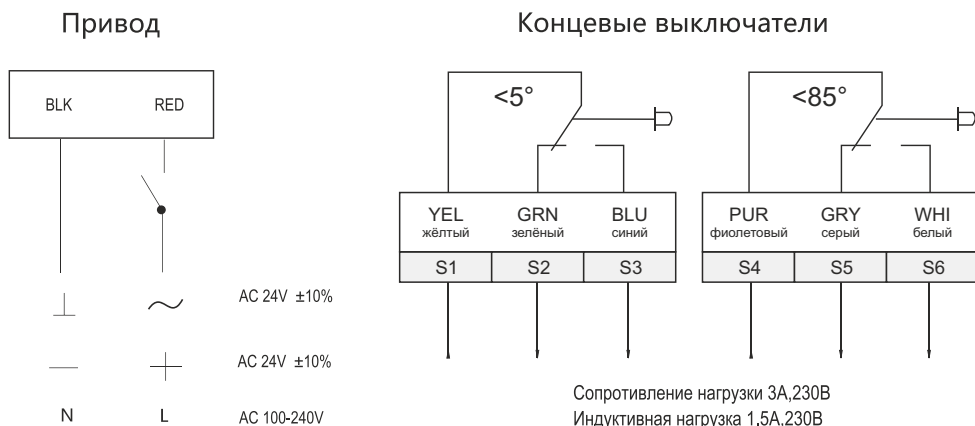 Привод
BLK RED
AC 24V ±10%
AC 24V ±10%
N L AC 100-240V
Концевые выключатели
<5°
YEL GRN BLU
жёлтый зелёный синий
S1 S2 S3
<85°
PUR GRY WHI
фиолетовый серый белый
S4 S5 S6
Сопротивление нагрузки 3A,230В
Индуктивная нагрузка 1,5A,230В